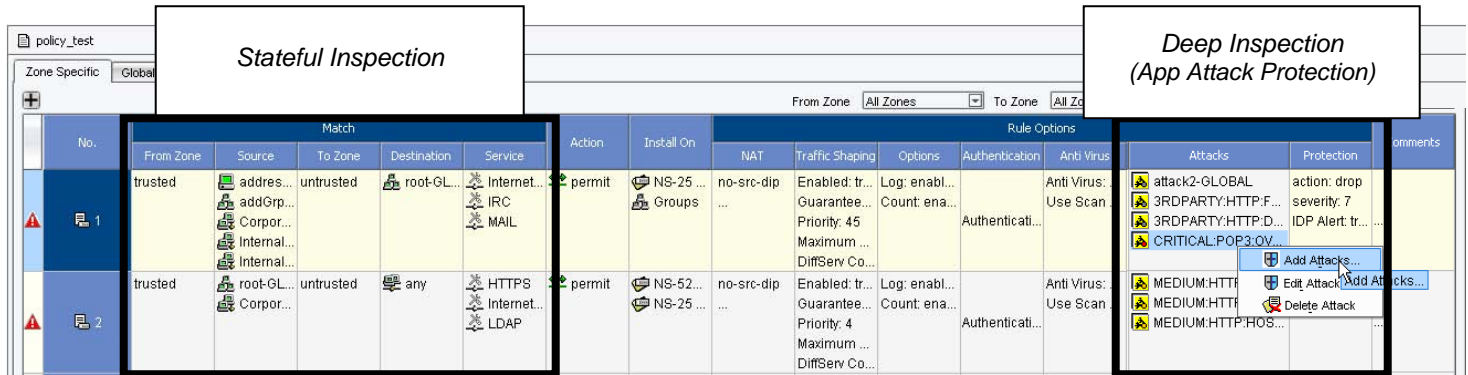 Stateful Inspection
Deep Inspection
(App Attack Protection)
policy_test
Zone Specific Global
From Zone All Zones To Zone All Zo
No. Match Action Install On Rule Options omments
From Zone Source To Zone Destination Service NAT Traffic Shaping Options Authentication Anti Virus Attacks Protection
1 trusted addres... untrusted root-GL... Internet... permit NS-25 ... no-src-dip Enabled: tr... Log: enabl... Anti Virus: attack2-GLOBAL action: drop
addGrp... IRC Groups ... Guarantee... Count: ena... Use Scan 3RDPARTY:HTTP:F... severity: 7
Corpor... MAIL Priority: 45 Authenticati... 3RDPARTY:HTTP:D... IDP Alert: tr... ...
Internal... Maximum ... CRITICAL:POP3:OV...
Internal... DiffServ Co...
Add Attacks...
Edit Attack
Add Attacks...
Delete Attack
2 trusted root-GL... untrusted any HTTPS permit NS-52... no-src-dip Enabled: tr... Log: enabl... Anti Virus: MEDIUM:HTTP
Corpor... Internet... NS-25 ... ... Guarantee... Count: ena... Use Scan MEDIUM:HTTP
LDAP Priority: 4 Authenticati... MEDIUM:HTTP:HOS... ...
Maximum ...
DiffServ Co...